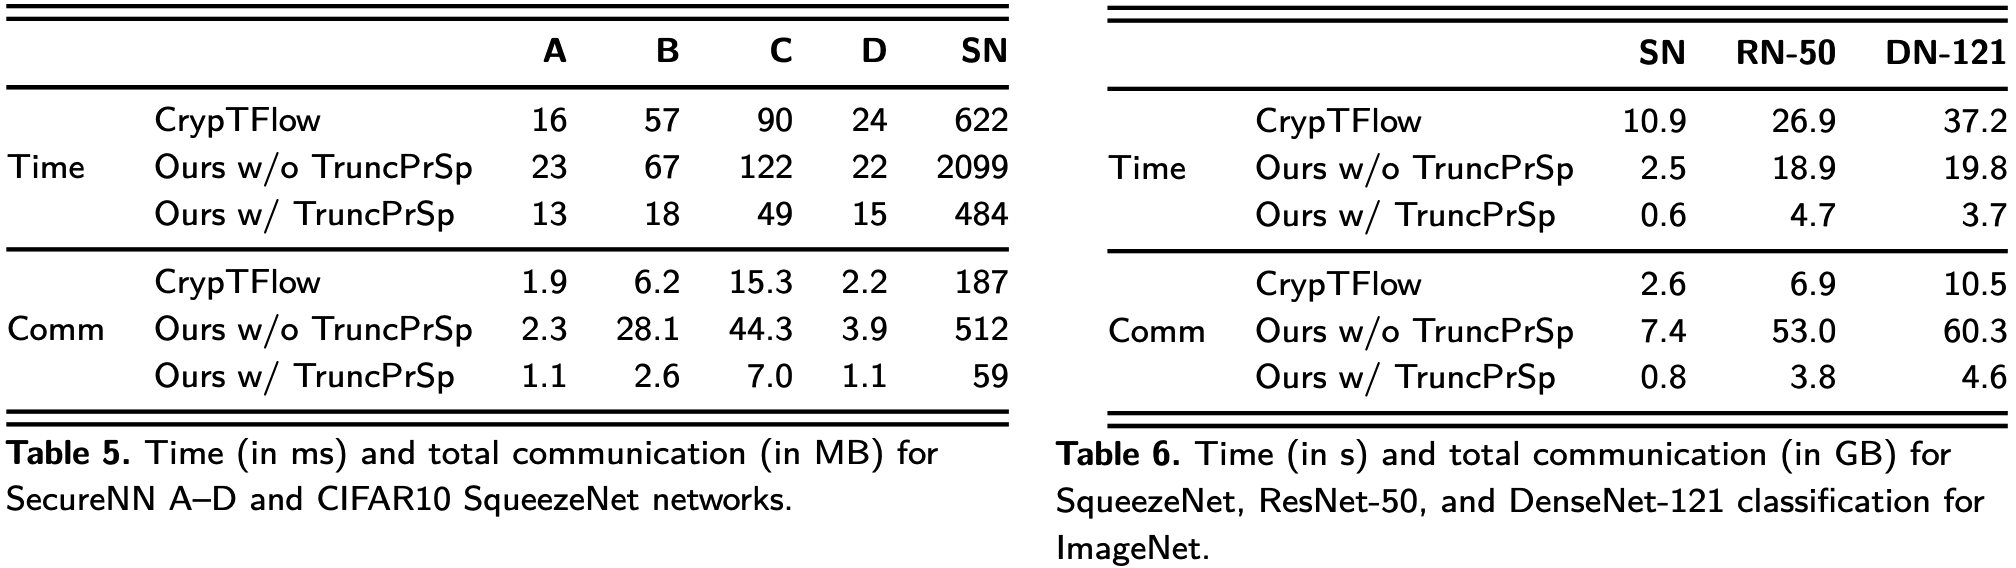 A B C D SN
CrypTFlow 16 57 90 24 622
Time Ours w/o TruncPrSp 23 67 122 22 2099
Ours w/ TruncPrSp 13 18 49 15 484
CrypTFlow 1.9 6.2 15.3 2.2 187
Comm Ours w/o TruncPrSp 2.3 28.1 44.3 3.9 512
Ours w/ TruncPrSp 1.1 2.6 7.0 1.1 59
Table 5. Time (in ms) and total communication (in MB) for
SecureNN A–D and CIFAR10 SqueezeNet networks.
SN RN-50 DN-121
CrypTFlow 10.9 26.9 37.2
Time Ours w/o TruncPrSp 2.5 18.9 19.8
Ours w/ TruncPrSp 0.6 4.7 3.7
CrypTFlow 2.6 6.9 10.5
Comm Ours w/o TruncPrSp 7.4 53.0 60.3
Ours w/ TruncPrSp 0.8 3.8 4.6
Table 6. Time (in s) and total communication (in GB) for
SqueezeNet, ResNet-50, and DenseNet-121 classification for
ImageNet.